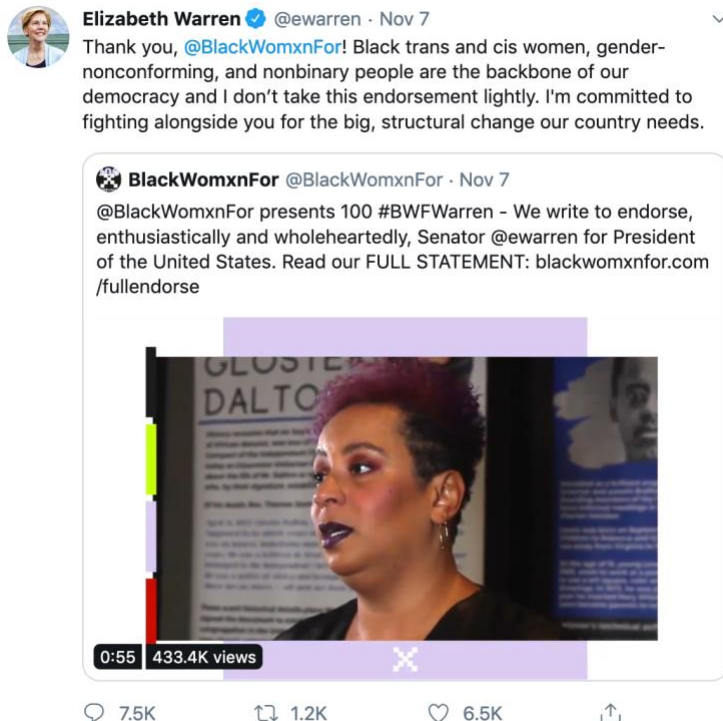 Elizabeth Warren @ewarren · Nov 7
Thank you, @BlackWomxnFor! Black trans and cis women, gender-
nonconforming, and nonbinary people are the backbone of our
democracy and I don’t take this endorsement lightly. I'm committed to
fighting alongside you for the big, structural change our country needs.
BlackWomxnFor @BlackWomxnFor · Nov 7
@BlackWomxnFor presents 100 #BWFWarren - We write to endorse,
enthusiastically and wholeheartedly, Senator @ewarren for President
of the United States. Read our FULL STATEMENT: blackwomxnfor.com
/fullendorse
GLOSTE
DALTO
0:55 433.4K views
7.5K 1.2K 6.5K